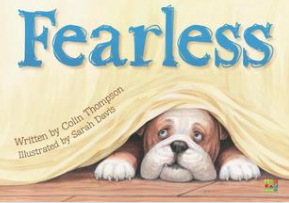 Fearless
Written by Colin Thompson
Illustrated by Sarah Davis